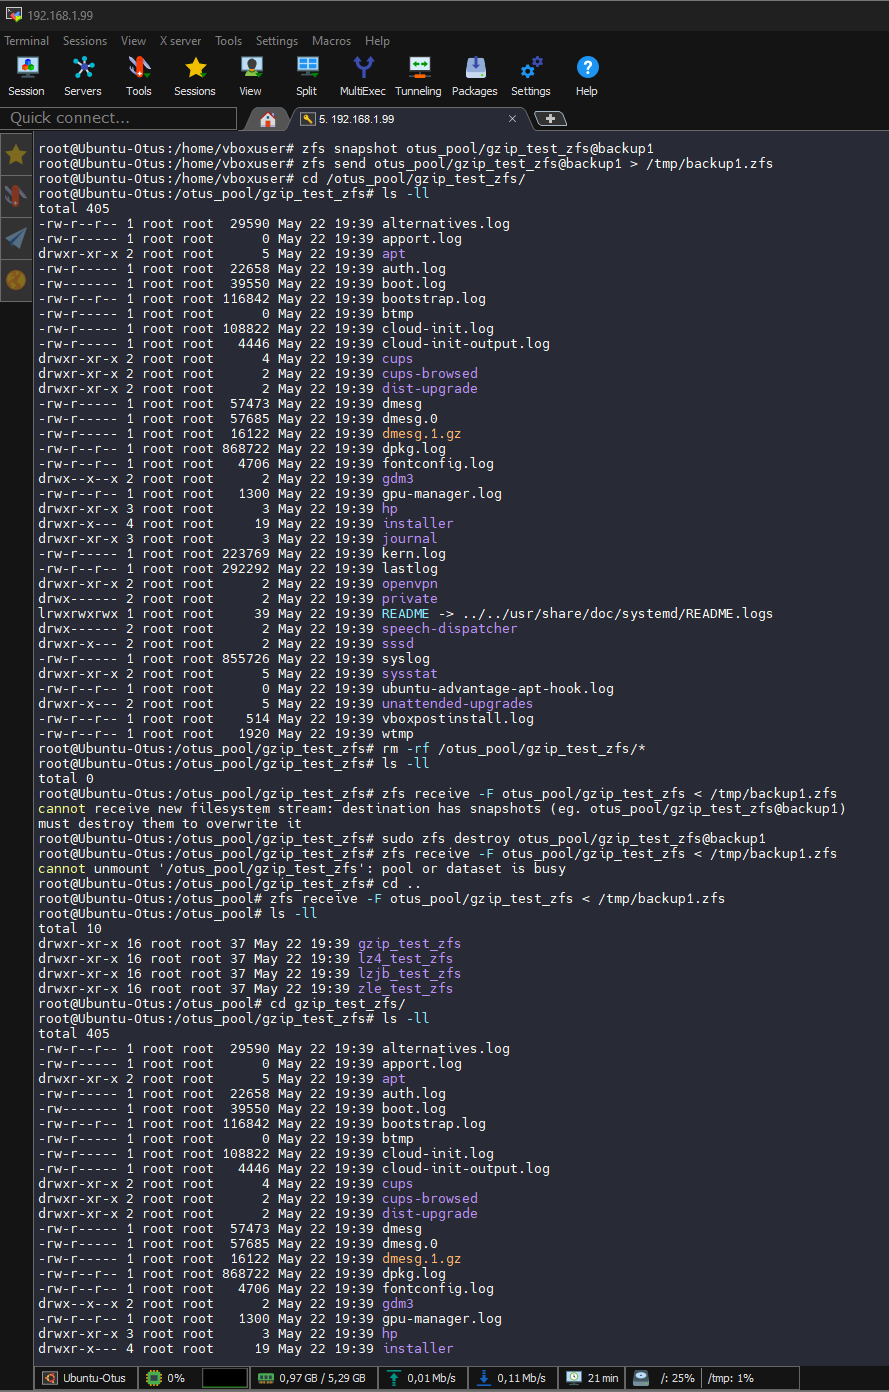 192.168.1.99
Terminal Sessions View X server Tools Settings Macros Help
Session Servers Tools Sessions View Split MultiExec Tunneling Packages Settings Help
Quick connect...
5. 192.168.1.99
root@Ubuntu-Otus:/home/vboxuser# zfs snapshot otus_pool/gzip_test_zfs@backup1
root@Ubuntu-Otus:/home/vboxuser# zfs send otus_pool/gzip_test_zfs@backup1 > /tmp/backup1.zfs
root@Ubuntu-Otus:/home/vboxuser# cd /otus_pool/gzip_test_zfs/
root@Ubuntu-Otus:/otus_pool/gzip_test_zfs# ls -ll
total 405
-rw-r--r-- 1 root root  29590 May 22 19:39 alternatives.log
-rw-r----- 1 root root      0 May 22 19:39 apport.log
drwxr-xr-x 2 root root      5 May 22 19:39 apt
-rw-r----- 1 root root  22658 May 22 19:39 auth.log
-rw------- 1 root root  39550 May 22 19:39 boot.log
-rw-r--r-- 1 root root 116842 May 22 19:39 bootstrap.log
-rw-r----- 1 root root      0 May 22 19:39 btmp
-rw-r----- 1 root root 108822 May 22 19:39 cloud-init.log
-rw-r----- 1 root root   4446 May 22 19:39 cloud-init-output.log
drwxr-xr-x 2 root root      4 May 22 19:39 cups
drwxr-xr-x 2 root root      2 May 22 19:39 cups-browsed
drwxr-xr-x 2 root root      2 May 22 19:39 dist-upgrade
-rw-r----- 1 root root  57473 May 22 19:39 dmesg
-rw-r----- 1 root root  57685 May 22 19:39 dmesg.0
-rw-r----- 1 root root  16122 May 22 19:39 dmesg.1.gz
-rw-r--r-- 1 root root 868722 May 22 19:39 dpkg.log
-rw-r--r-- 1 root root   4706 May 22 19:39 fontconfig.log
drwx--x--x 2 root root      2 May 22 19:39 gdm3
-rw-r--r-- 1 root root   1300 May 22 19:39 gpu-manager.log
drwxr-xr-x 3 root root      3 May 22 19:39 hp
drwxr-x--- 4 root root     19 May 22 19:39 installer
drwxr-xr-x 3 root root      3 May 22 19:39 journal
-rw-r----- 1 root root 223769 May 22 19:39 kern.log
-rw-r--r-- 1 root root 292292 May 22 19:39 lastlog
drwxr-xr-x 2 root root      2 May 22 19:39 openvpn
drwx------ 2 root root      2 May 22 19:39 private
lrwxrwxrwx 1 root root     39 May 22 19:39 README -> ../../usr/share/doc/systemd/README.logs
drwx------ 2 root root      2 May 22 19:39 speech-dispatcher
drwxr-x--- 2 root root      2 May 22 19:39 sssd
-rw-r----- 1 root root 855726 May 22 19:39 syslog
drwxr-xr-x 2 root root      5 May 22 19:39 sysstat
-rw-r--r-- 1 root root      0 May 22 19:39 ubuntu-advantage-apt-hook.log
drwxr-x--- 2 root root      5 May 22 19:39 unattended-upgrades
-rw-r--r-- 1 root root    514 May 22 19:39 vboxpostinstall.log
-rw-r--r-- 1 root root   1920 May 22 19:39 wtmp
root@Ubuntu-Otus:/otus_pool/gzip_test_zfs# rm -rf /otus_pool/gzip_test_zfs/*
root@Ubuntu-Otus:/otus_pool/gzip_test_zfs# ls -ll
total 0
root@Ubuntu-Otus:/otus_pool/gzip_test_zfs# zfs receive -F otus_pool/gzip_test_zfs < /tmp/backup1.zfs
cannot receive new filesystem stream: destination has snapshots (eg. otus_pool/gzip_test_zfs@backup1)
must destroy them to overwrite it
root@Ubuntu-Otus:/otus_pool/gzip_test_zfs# sudo zfs destroy otus_pool/gzip_test_zfs@backup1
root@Ubuntu-Otus:/otus_pool/gzip_test_zfs# zfs receive -F otus_pool/gzip_test_zfs < /tmp/backup1.zfs
cannot unmount '/otus_pool/gzip_test_zfs': pool or dataset is busy
root@Ubuntu-Otus:/otus_pool/gzip_test_zfs# cd ..
root@Ubuntu-Otus:/otus_pool# zfs receive -F otus_pool/gzip_test_zfs < /tmp/backup1.zfs
root@Ubuntu-Otus:/otus_pool# ls -ll
total 10
drwxr-xr-x 16 root root 37 May 22 19:39 gzip_test_zfs
drwxr-xr-x 16 root root 37 May 22 19:39 lz4_test_zfs
drwxr-xr-x 16 root root 37 May 22 19:39 lzjb_test_zfs
drwxr-xr-x 16 root root 37 May 22 19:39 zle_test_zfs
root@Ubuntu-Otus:/otus_pool# cd gzip_test_zfs/
root@Ubuntu-Otus:/otus_pool/gzip_test_zfs# ls -ll
total 405
-rw-r--r-- 1 root root  29590 May 22 19:39 alternatives.log
-rw-r----- 1 root root      0 May 22 19:39 apport.log
drwxr-xr-x 2 root root      5 May 22 19:39 apt
-rw-r----- 1 root root  22658 May 22 19:39 auth.log
-rw------- 1 root root  39550 May 22 19:39 boot.log
-rw-r--r-- 1 root root 116842 May 22 19:39 bootstrap.log
-rw-r----- 1 root root      0 May 22 19:39 btmp
-rw-r----- 1 root root 108822 May 22 19:39 cloud-init.log
-rw-r----- 1 root root   4446 May 22 19:39 cloud-init-output.log
drwxr-xr-x 2 root root      4 May 22 19:39 cups
drwxr-xr-x 2 root root      2 May 22 19:39 cups-browsed
drwxr-xr-x 2 root root      2 May 22 19:39 dist-upgrade
-rw-r----- 1 root root  57473 May 22 19:39 dmesg
-rw-r----- 1 root root  57685 May 22 19:39 dmesg.0
-rw-r----- 1 root root  16122 May 22 19:39 dmesg.1.gz
-rw-r--r-- 1 root root 868722 May 22 19:39 dpkg.log
-rw-r--r-- 1 root root   4706 May 22 19:39 fontconfig.log
drwx--x--x 2 root root      2 May 22 19:39 gdm3
-rw-r--r-- 1 root root   1300 May 22 19:39 gpu-manager.log
drwxr-xr-x 3 root root      3 May 22 19:39 hp
drwxr-x--- 4 root root     19 May 22 19:39 installer
Ubuntu-Otus 0% 0,97 GB / 5,29 GB 0,01 Mb/s 0,11 Mb/s 21 min /: 25% /tmp: 1%